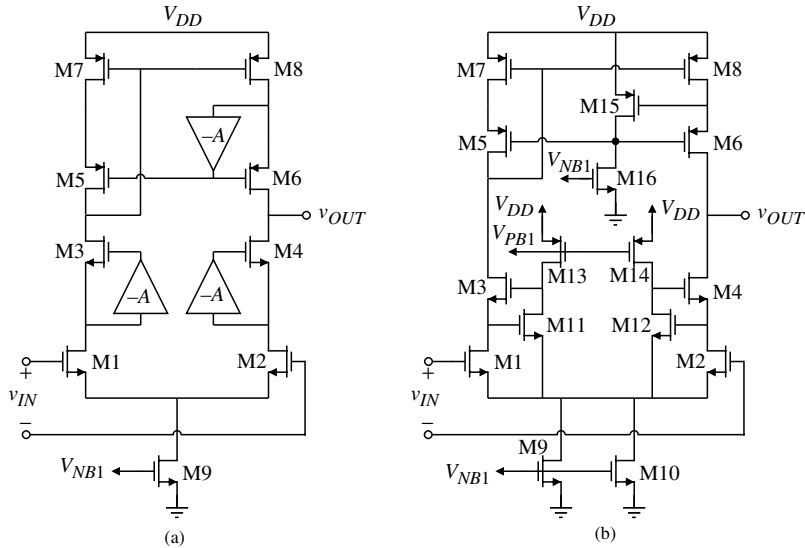 V_DD V_DD
M7 M8 M7 M8
M15
–A
M5 M6 M5 M6
V_NB1 M16
v_OUT V_DD V_DD v_OUT
V_PB1
M3 M4 M13 M14
–A –A M3 M4
M11 M12
M1 M2 M1 M2
+ +
v_IN v_IN
– –
M9
V_NB1 M9 V_NB1 M10
(a) (b)